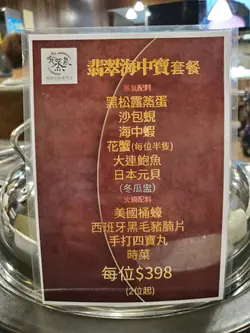 翡翠海中寶套餐
蒸氣配料
黑松露蒸蛋
沙包蜆
海中蝦
花蟹(每位半隻)
大連鮑魚
日本元貝
(冬瓜盅)
火鍋配料
美國桶蠔
西班牙黑毛豬腩片
手打四寶丸
時菜
每位$398
(2位起)